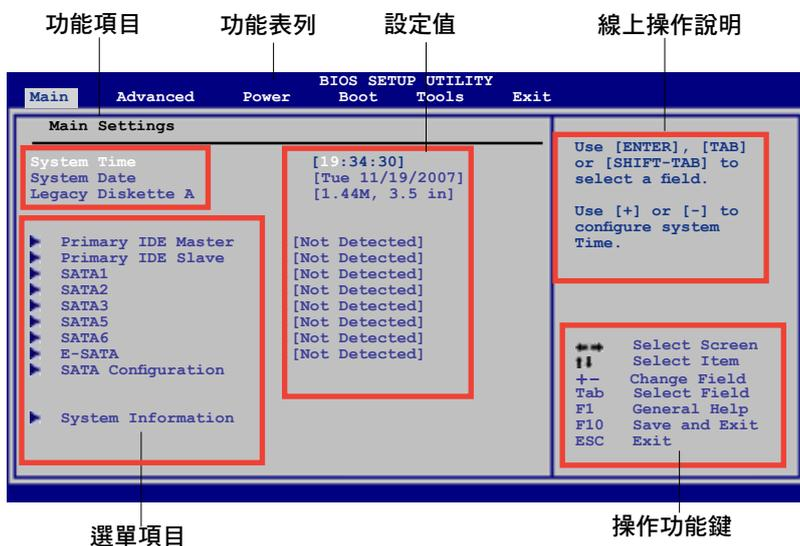 功能項目 功能表列 設定值 線上操作說明
BIOS SETUP UTILITY
Main Advanced Power Boot Tools Exit
Main Settings
System Time [19:34:30]
System Date [Tue 11/19/2007]
Legacy Diskette A [1.44M, 3.5 in]
Primary IDE Master [Not Detected]
Primary IDE Slave [Not Detected]
SATA1 [Not Detected]
SATA2 [Not Detected]
SATA3 [Not Detected]
SATA5 [Not Detected]
SATA6 [Not Detected]
E-SATA [Not Detected]
SATA Configuration
System Information
Use [ENTER], [TAB]
or [SHIFT-TAB] to
select a field.
Use [+] or [-] to
configure system
Time.
←→ Select Screen
↑↓ Select Item
+- Change Field
Tab Select Field
F1 General Help
F10 Save and Exit
ESC Exit
選單項目 操作功能鍵